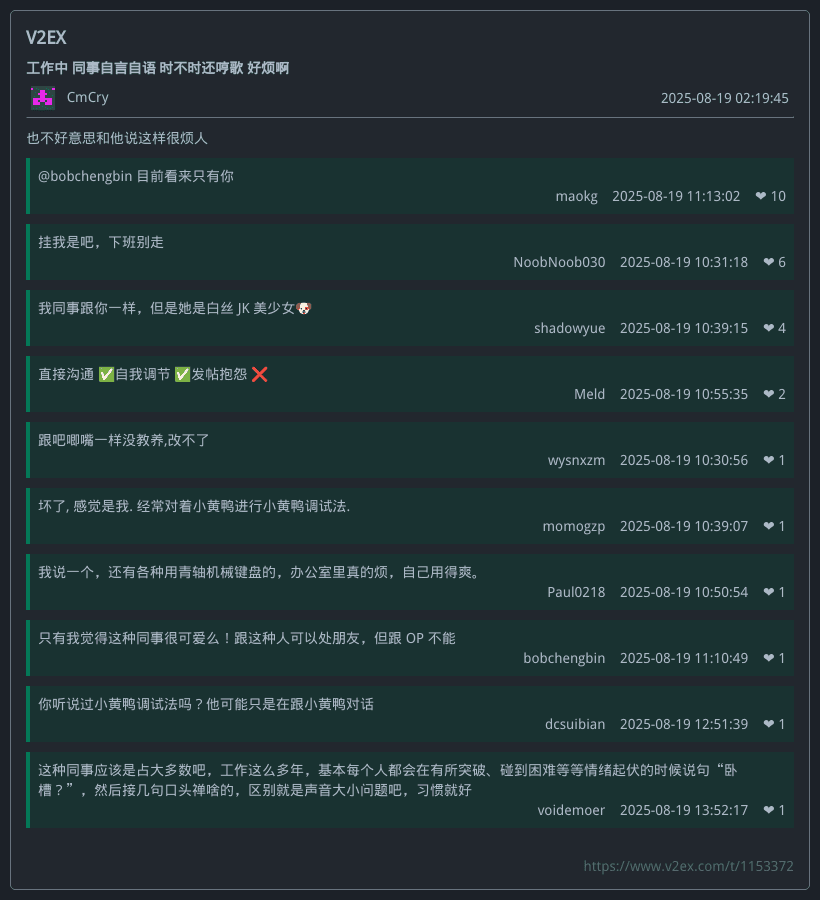 V2EX
工作中 同事自言自语 时不时还哼歌 好烦啊
CmCry 2025-08-19 02:19:45
也不好意思和他说这样很烦人
@bobchengbin 目前看来只有你
maokg 2025-08-19 11:13:02 ❤ 10
挂我是吧，下班别走
NoobNoob030 2025-08-19 10:31:18 ❤ 6
我同事跟你一样，但是她是白丝 JK 美少女🐶
shadowyue 2025-08-19 10:39:15 ❤ 4
直接沟通 ✅自我调节 ✅发帖抱怨 ❌
Meld 2025-08-19 10:55:35 ❤ 2
跟吧唧嘴一样没教养,改不了
wysnxzm 2025-08-19 10:30:56 ❤ 1
坏了, 感觉是我. 经常对着小黄鸭进行小黄鸭调试法.
momogzp 2025-08-19 10:39:07 ❤ 1
我说一个，还有各种用青轴机械键盘的，办公室里真的烦，自己用得爽。
Paul0218 2025-08-19 10:50:54 ❤ 1
只有我觉得这种同事很可爱么！跟这种人可以处朋友，但跟 OP 不能
bobchengbin 2025-08-19 11:10:49 ❤ 1
你听说过小黄鸭调试法吗？他可能只是在跟小黄鸭对话
dcsuibian 2025-08-19 12:51:39 ❤ 1
这种同事应该是占大多数吧，工作这么多年，基本每个人都会在有所突破、碰到困难等等情绪起伏的时候说句“卧
槽？”，然后接几句口头禅啥的，区别就是声音大小问题吧，习惯就好
voidemoer 2025-08-19 13:52:17 ❤ 1
https://www.v2ex.com/t/1153372